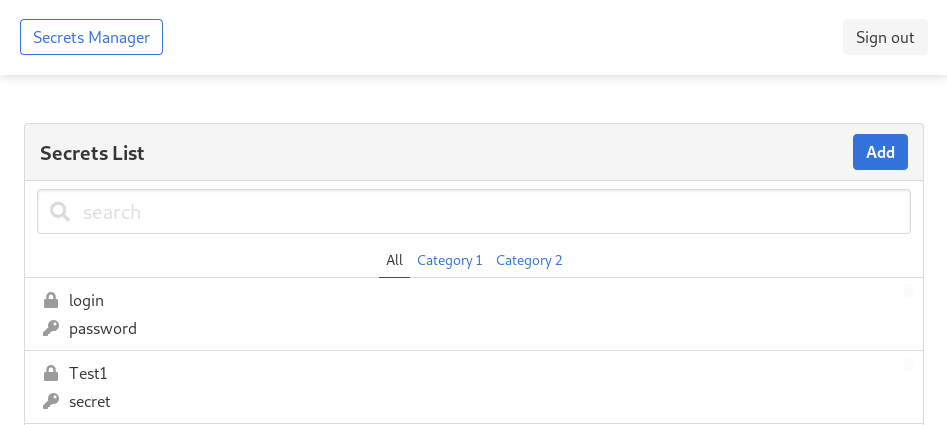 Secrets Manager Sign out
Secrets List Add
search
All Category 1 Category 2
login
password
Test1
secret